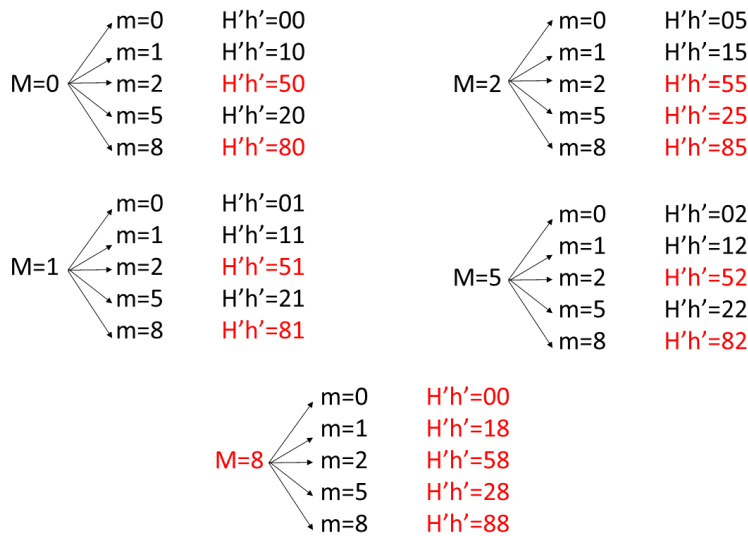 m=0 H'h'=00
m=1 H'h'=10
M=0 m=2 H'h'=50
m=5 H'h'=20
m=8 H'h'=80
m=0 H'h'=05
m=1 H'h'=15
M=2 m=2 H'h'=55
m=5 H'h'=25
m=8 H'h'=85
m=0 H'h'=01
m=1 H'h'=11
M=1 m=2 H'h'=51
m=5 H'h'=21
m=8 H'h'=81
m=0 H'h'=02
m=1 H'h'=12
M=5 m=2 H'h'=52
m=5 H'h'=22
m=8 H'h'=82
m=0 H'h'=00
m=1 H'h'=18
M=8 m=2 H'h'=58
m=5 H'h'=28
m=8 H'h'=88